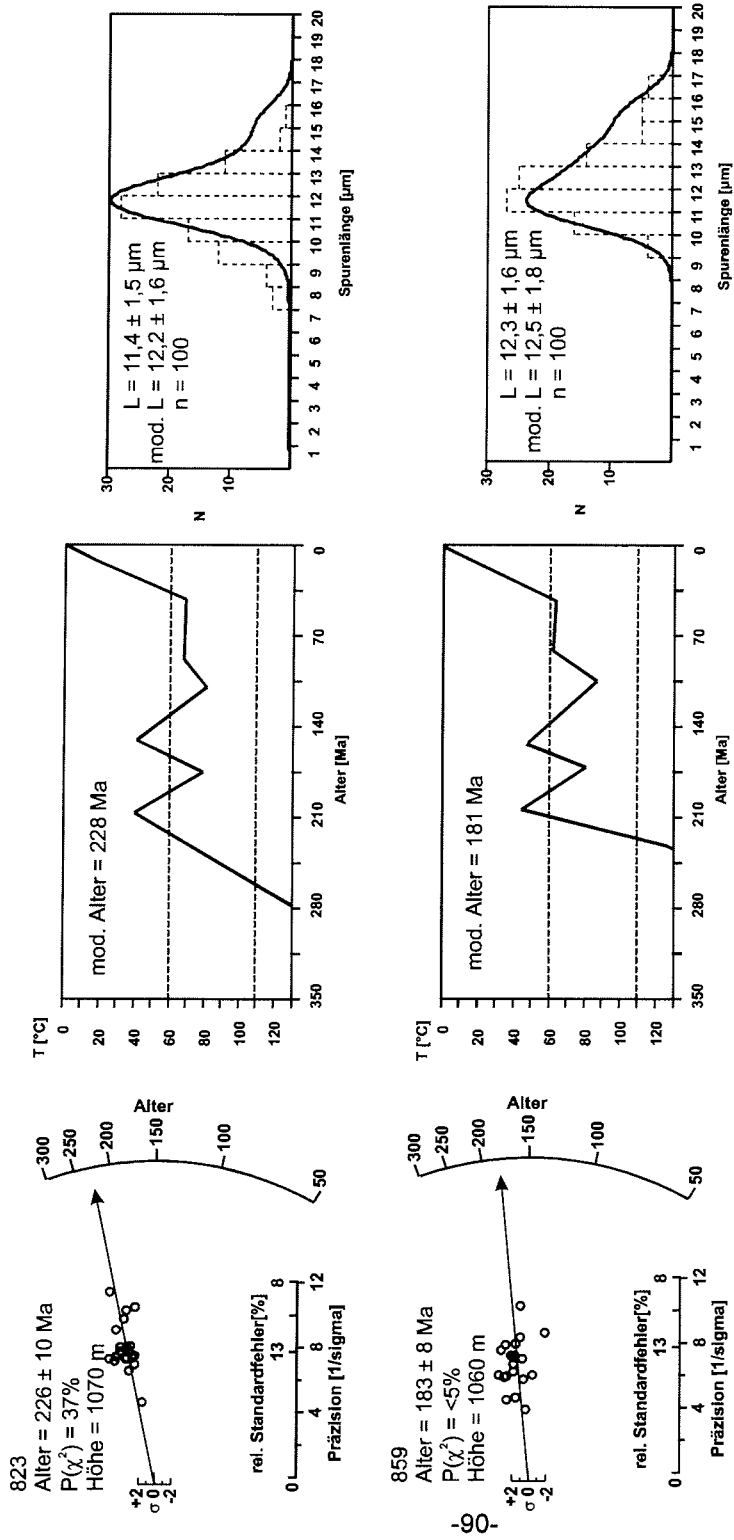 823
Alter = 226 ± 10 Ma
P(χ²) = 37%
Höhe = 1070 m
+2
σ 0
-2
300
250
200
150
100
50
Alter
rel. Standardfehler[%]
13 8
0 4 8 12
Präzision [1/sigma]
T [°C]
0
20
40
60
80
100
120
mod. Alter = 228 Ma
350 280 210 140 70 0
Alter [Ma]
30
20
10
N
L = 11,4 ± 1,5 µm
mod. L = 12,2 ± 1,6 µm
n = 100
1 2 3 4 5 6 7 8 9 10 11 12 13 14 15 16 17 18 19 20
Spurenlänge [µm]
859
Alter = 183 ± 8 Ma
P(χ²) = <5%
Höhe = 1060 m
+2
σ 0
-2
300
250
200
150
100
50
Alter
rel. Standardfehler[%]
13 8
0 4 8 12
Präzision [1/sigma]
T [°C]
0
20
40
60
80
100
120
mod. Alter = 181 Ma
350 280 210 140 70 0
Alter [Ma]
30
20
10
N
L = 12,3 ± 1,6 µm
mod. L = 12,5 ± 1,8 µm
n = 100
1 2 3 4 5 6 7 8 9 10 11 12 13 14 15 16 17 18 19 20
Spurenlänge [µm]
-90-